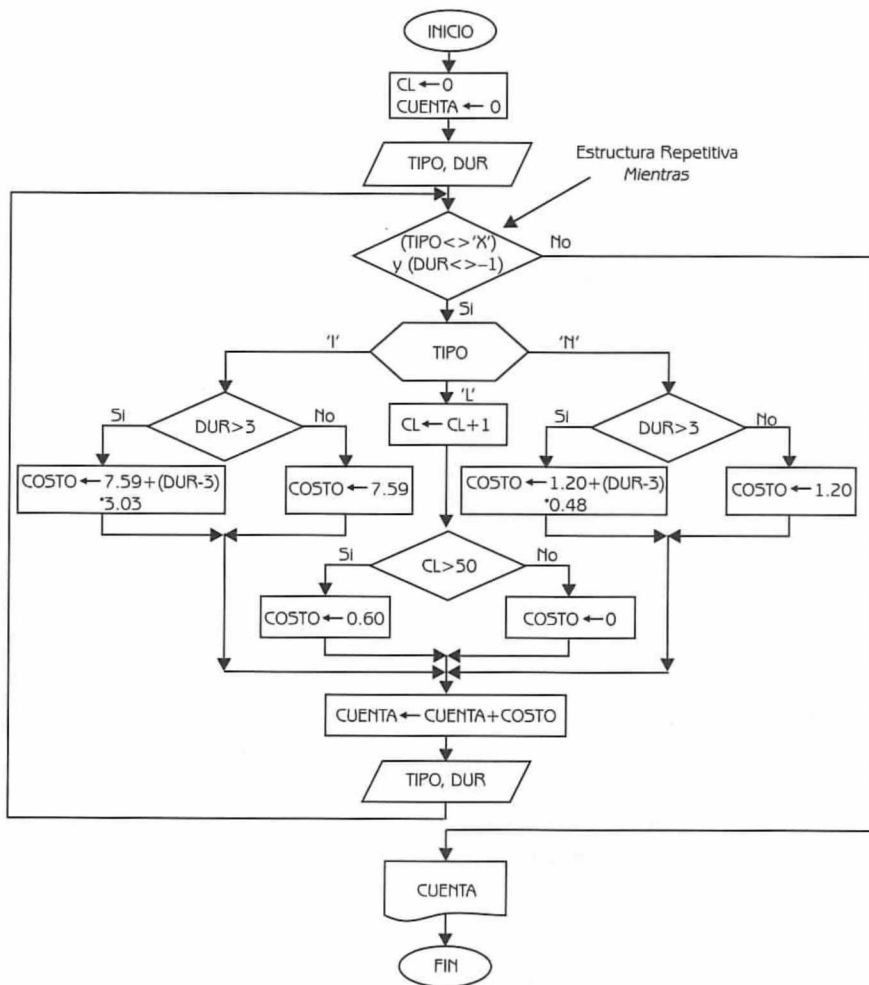 INICIO
CL ← 0
CUENTA ← 0
TIPO, DUR
Estructura Repetitiva
Mientras
(TIPO<>'X')
y (DUR<>–1)
No
Si
'I'
TIPO
'N'
'L'
Si
DUR>3
No
CL ← CL+1
Si
DUR>3
No
COSTO ← 7.59+(DUR-3)
*3.03
COSTO ← 7.59
COSTO ← 1.20+(DUR-3)
*0.48
COSTO ← 1.20
Si
CL>50
No
COSTO ← 0.60
COSTO ← 0
CUENTA ← CUENTA+COSTO
TIPO, DUR
CUENTA
FIN